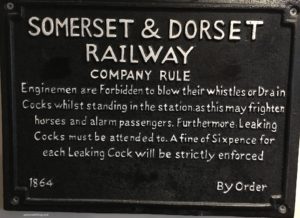 SOMERSET & DORSET
RAILWAY
COMPANY RULE
Enginemen are Forbidden to blow their whistles or Drain
Cocks whilst standing in the station, as this may frighten
horses and alarm passengers. Furthermore, Leaking
Cocks must be attended to. A fine of Sixpence for
each Leaking Cock will be strictly enforced
1864 By Order